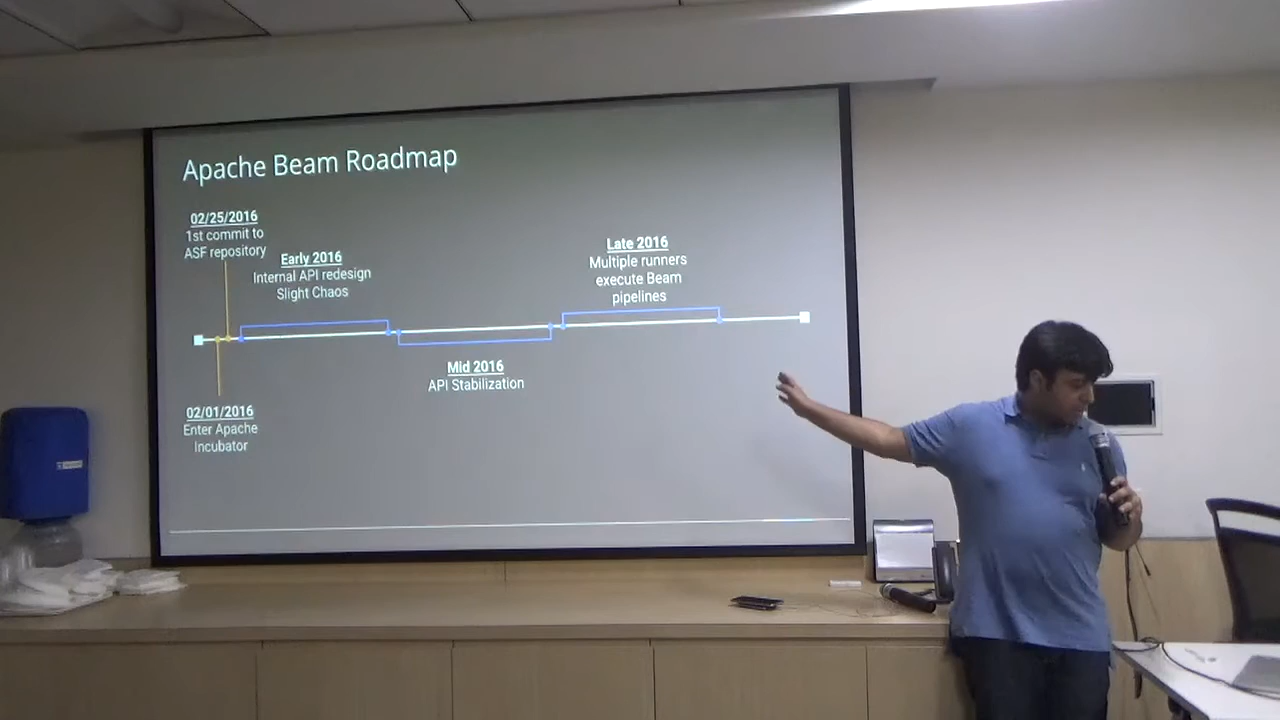 Apache Beam Roadmap
02/25/2016
1st commit to
ASF repository
Early 2016
Internal API redesign
Slight Chaos
Late 2016
Multiple runners
execute Beam
pipelines
Mid 2016
API Stabilization
02/01/2016
Enter Apache
Incubator